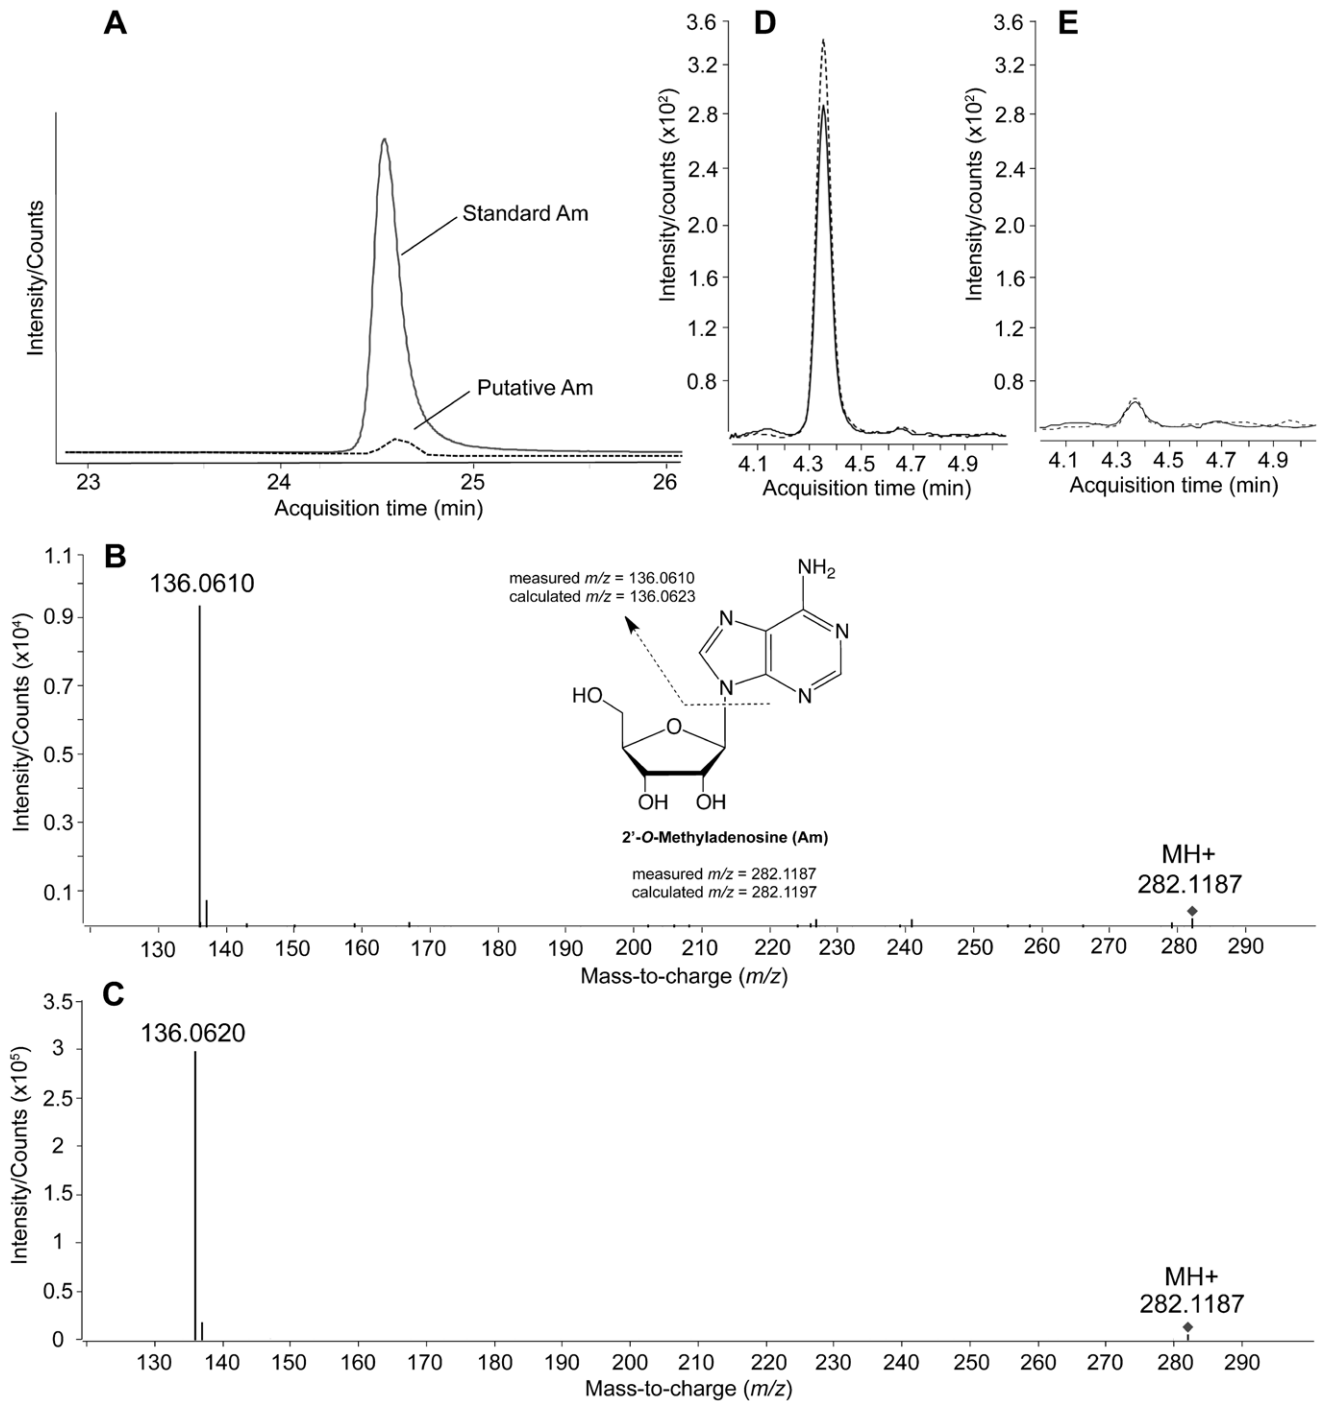 A
Intensity/Counts
Standard Am
Putative Am
23 24 25 26
Acquisition time (min)
D
Intensity/counts (x10²)
3.6
3.2
2.8
2.4
2.0
1.6
1.2
0.8
4.1 4.3 4.5 4.7 4.9
Acquisition time (min)
E
Intensity/counts (x10²)
3.6
3.2
2.8
2.4
2.0
1.6
1.2
0.8
4.1 4.3 4.5 4.7 4.9
Acquisition time (min)
B
Intensity/Counts (x10⁴)
1.1
0.9
0.7
0.5
0.3
0.1
136.0610
measured m/z = 136.0610
calculated m/z = 136.0623
NH₂
N
N
N
N
HO
O
OH OH
2'-O-Methyladenosine (Am)
measured m/z = 282.1187
calculated m/z = 282.1197
MH+
282.1187
130 140 150 160 170 180 190 200 210 220 230 240 250 260 270 280 290
Mass-to-charge (m/z)
C
Intensity/Counts (x10⁵)
3.5
3
2.5
2
1.5
1
0.5
0
136.0620
MH+
282.1187
130 140 150 160 170 180 190 200 210 220 230 240 250 260 270 280 290
Mass-to-charge (m/z)